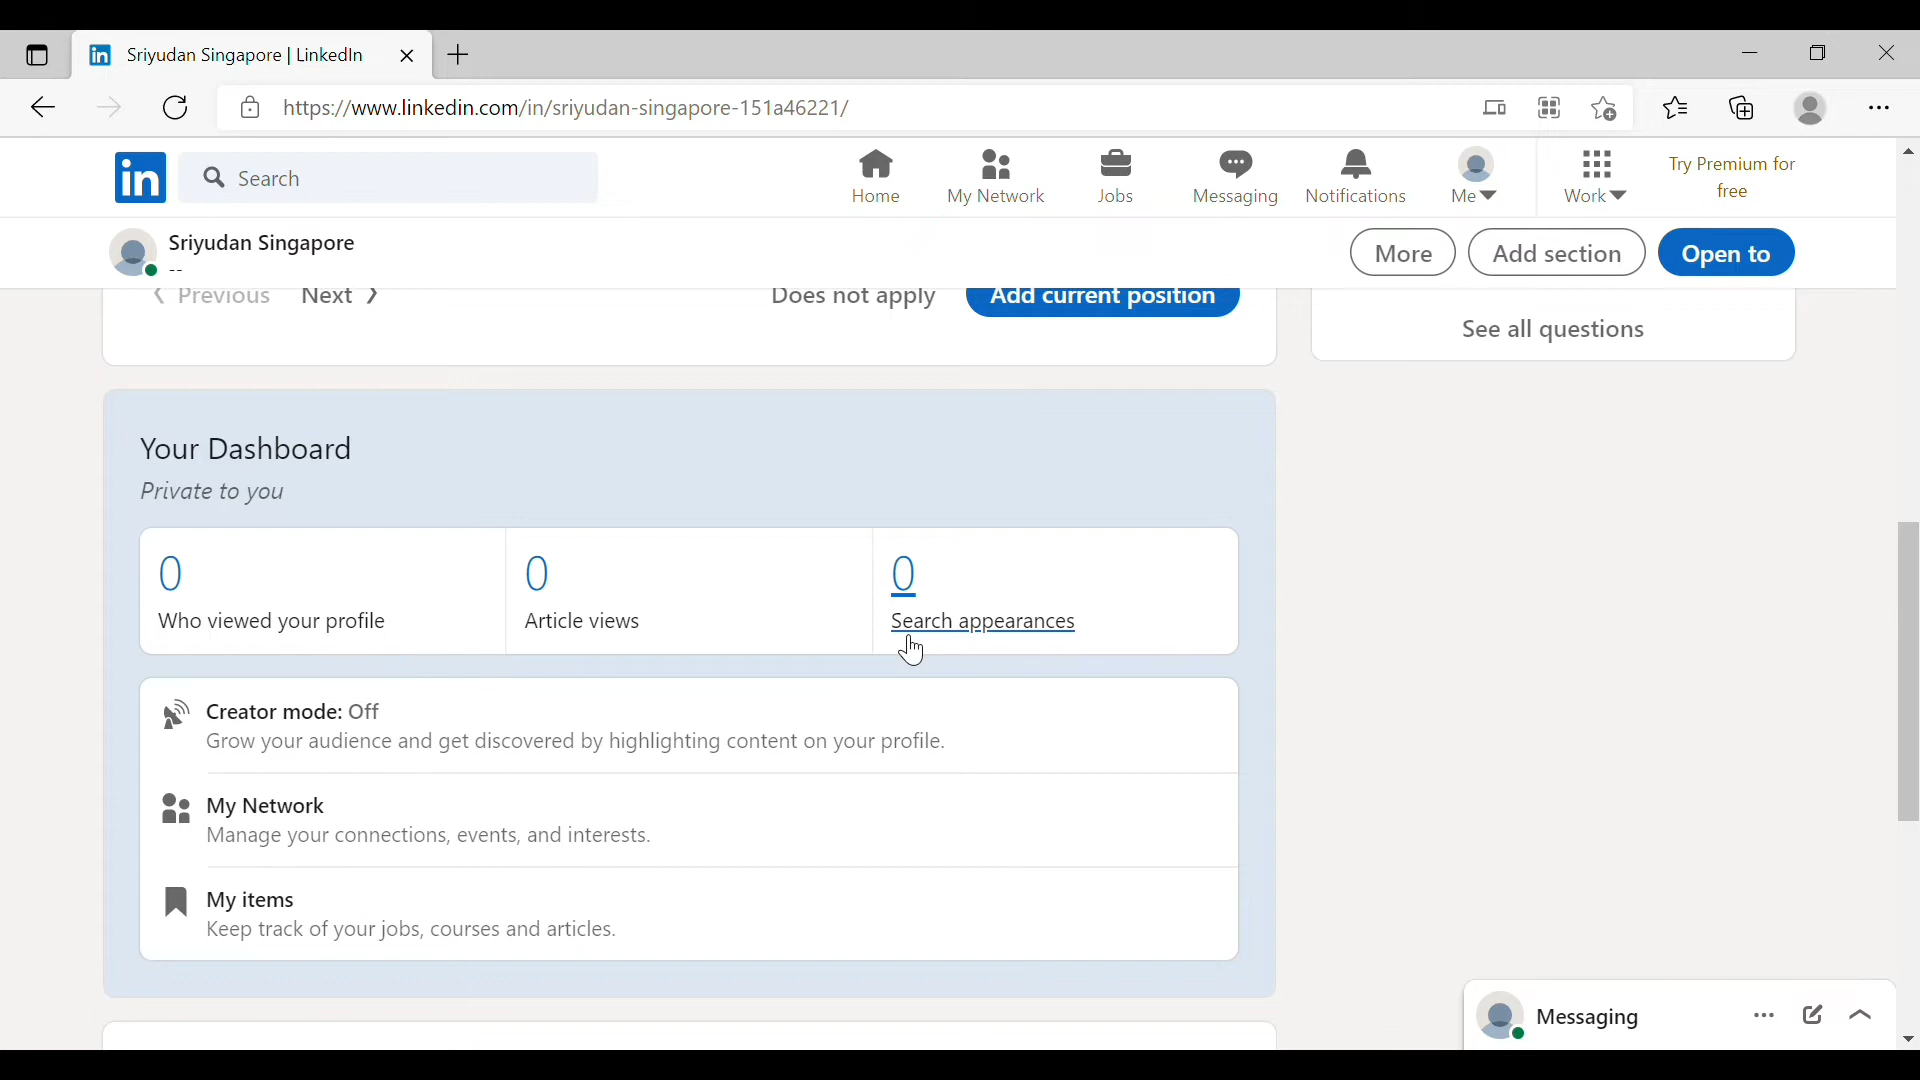 Sriyudan Singapore | LinkedIn
https://www.linkedin.com/in/sriyudan-singapore-151a46221/
in
Search
Home
My Network
Jobs
Messaging
Notifications
Me
Work
Try Premium for
free
Sriyudan Singapore
--
More
Add section
Open to
Previous
Next
Does not apply
Add current position
See all questions
Your Dashboard
Private to you
0
Who viewed your profile
0
Article views
0
Search appearances
Creator mode: Off
Grow your audience and get discovered by highlighting content on your profile.
My Network
Manage your connections, events, and interests.
My items
Keep track of your jobs, courses and articles.
Messaging